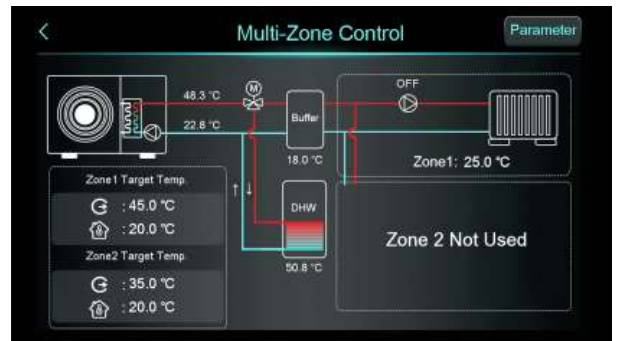 Multi-Zone Control
Parameter
48.3 °C
M
OFF
Buffer
22.8 °C
18.0 °C
Zone1: 25.0 °C
Zone1 Target Temp.
: 45.0 °C
: 20.0 °C
DHW
Zone 2 Not Used
Zone2 Target Temp.
50.8 °C
: 35.0 °C
: 20.0 °C